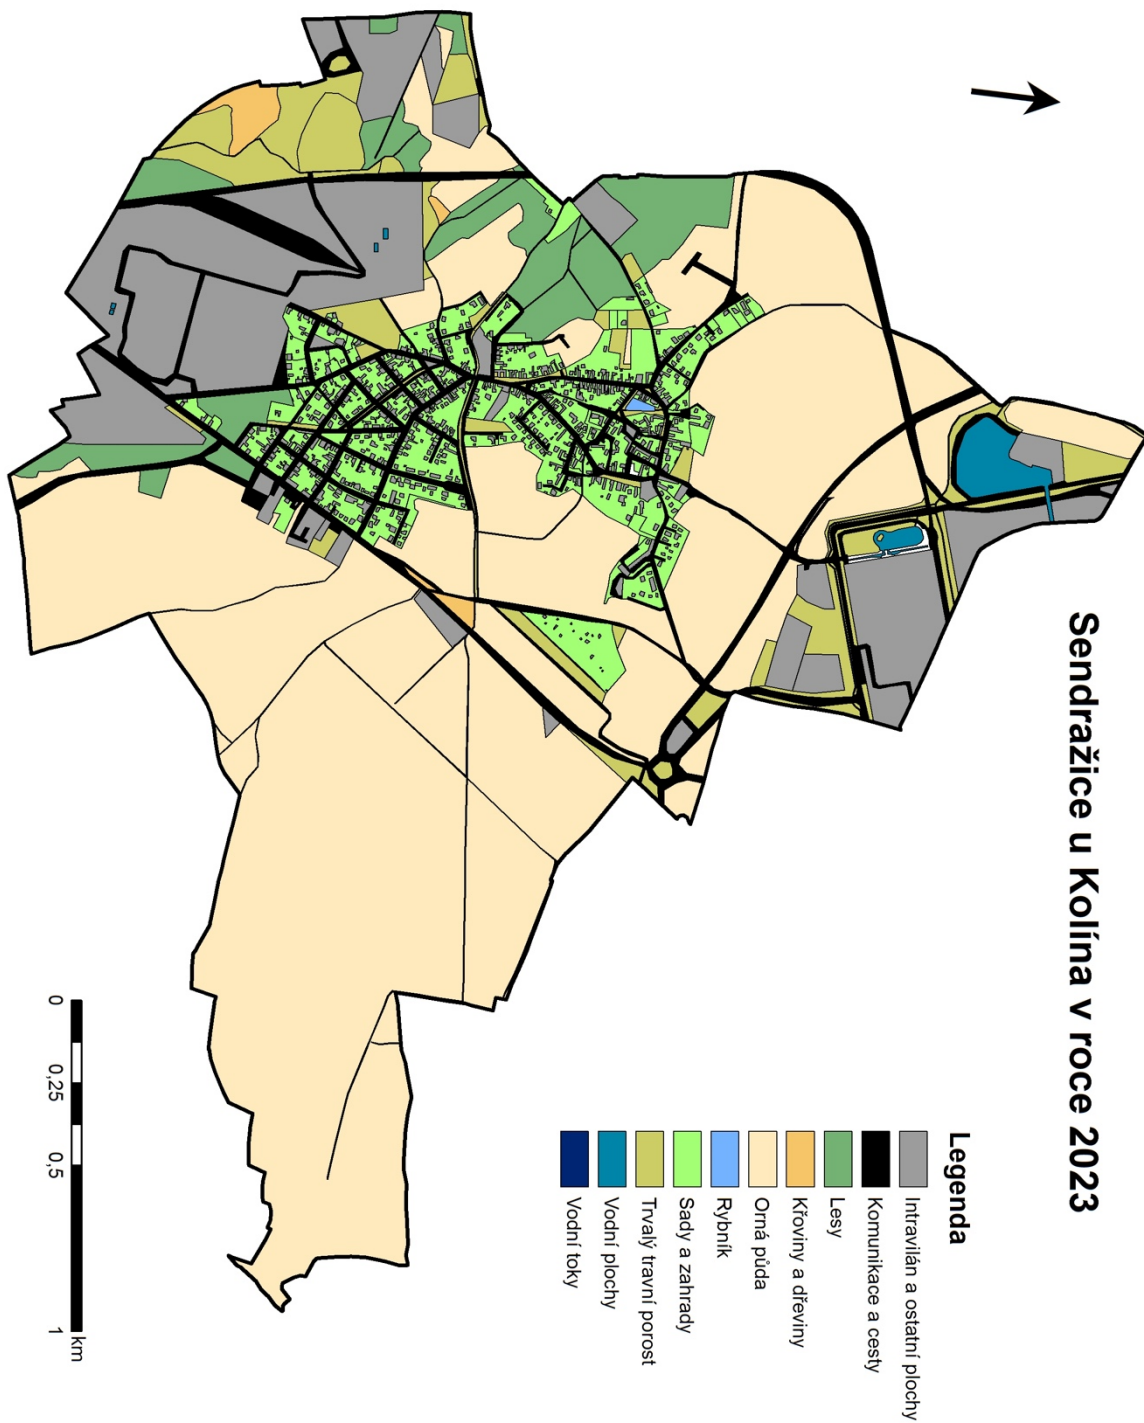 Sendražice u Kolína v roce 2023
Legenda
Intravilán a ostatní plochy
Komunikace a cesty
Lesy
Křoviny a dřeviny
Orná půda
Rybník
Sady a zahrady
Trvalý travní porost
Vodní plochy
Vodní toky
0 0,25 0,5 1
km